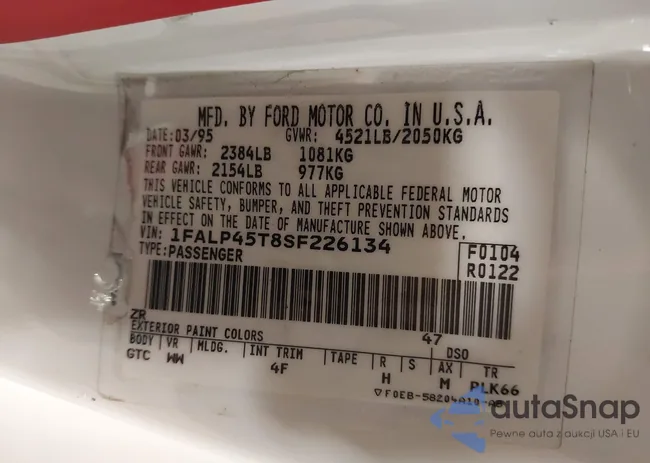 MFD. BY FORD MOTOR CO. IN U.S.A.
DATE: 03/95 GVWR: 4521LB/2050KG
FRONT GAWR: 2384LB 1081KG
REAR GAWR: 2154LB 977KG
THIS VEHICLE CONFORMS TO ALL APPLICABLE FEDERAL MOTOR
VEHICLE SAFETY, BUMPER, AND THEFT PREVENTION STANDARDS
IN EFFECT ON THE DATE OF MANUFACTURE SHOWN ABOVE.
VIN: 1FALP45T8SF226134
TYPE: PASSENGER
F0104
R0122
ZR 47
EXTERIOR PAINT COLORS DSO
BODY VR MLDG. INT TRIM TAPE R S AX TR
GTC WW 4F H M PLK66
▽F0EB-58204A10-AB
autaSnap
Pewne auta z aukcji USA i EU